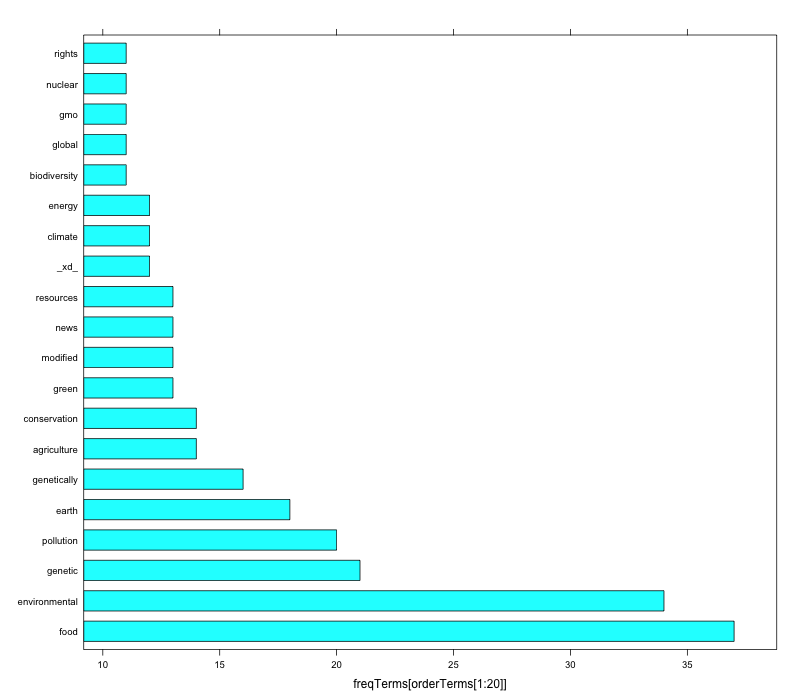 rights
nuclear
gmo
global
biodiversity
energy
climate
_xd_
resources
news
modified
green
conservation
agriculture
genetically
earth
pollution
genetic
environmental
food
10 15 20 25 30 35
freqTerms[orderTerms[1:20]]